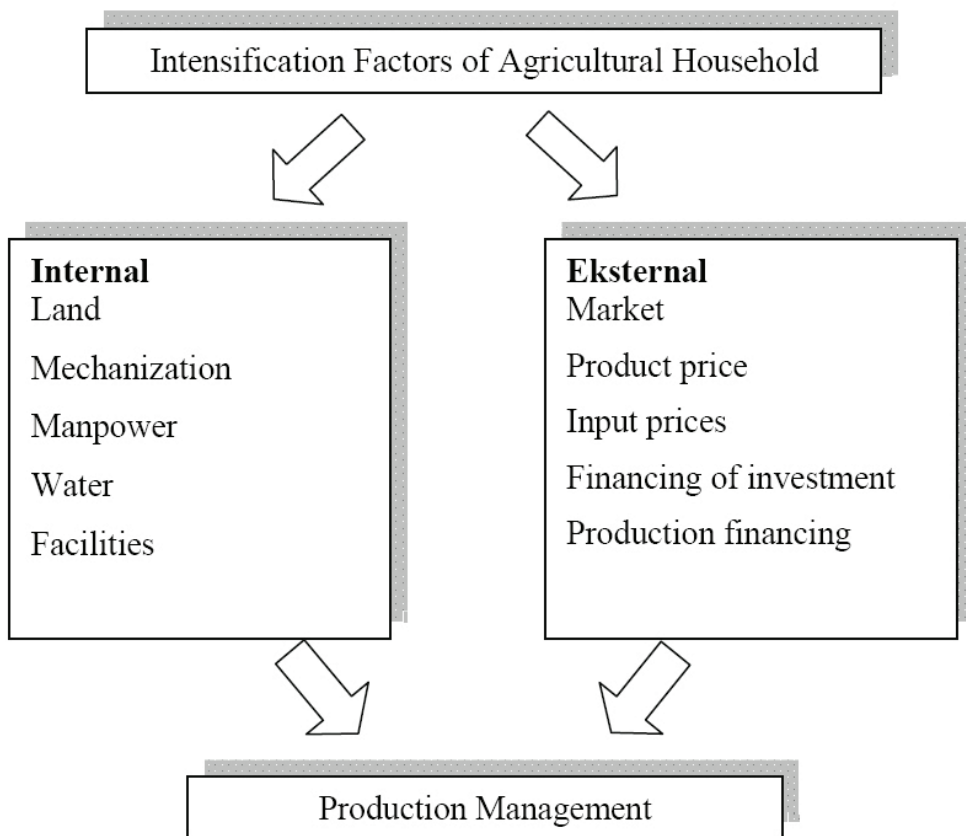 Intensification Factors of Agricultural Household
Internal
Land
Mechanization
Manpower
Water
Facilities
Eksternal
Market
Product price
Input prices
Financing of investment
Production financing
Production Management